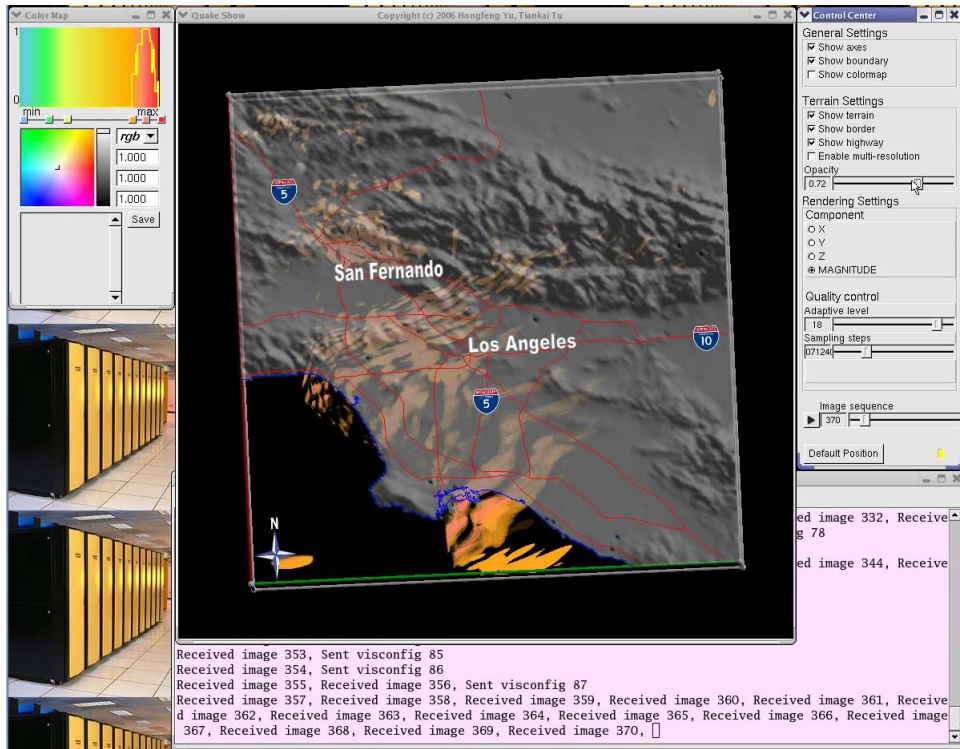 Color Map
1
0
min max
rgb
1.000
1.000
1.000
Save
Quake Show Copyright (c) 2006 Hongfeng Yu, Tiankai Tu
5
San Fernando
Los Angeles
10
5
N
Control Center
General Settings
Show axes
Show boundary
Show colormap
Terrain Settings
Show terrain
Show border
Show highway
Enable multi-resolution
Opacity
0.72
Rendering Settings
Component
X
Y
Z
MAGNITUDE
Quality control
Adaptive level
18
Sampling steps
071240
Image sequence
370
Default Position
ed image 332, Receive
g 78
ed image 344, Receive
Received image 353, Sent visconfig 85
Received image 354, Sent visconfig 86
Received image 355, Received image 356, Sent visconfig 87
Received image 357, Received image 358, Received image 359, Received image 360, Received image 361, Receive
d image 362, Received image 363, Received image 364, Received image 365, Received image 366, Received image
367, Received image 368, Received image 369, Received image 370,